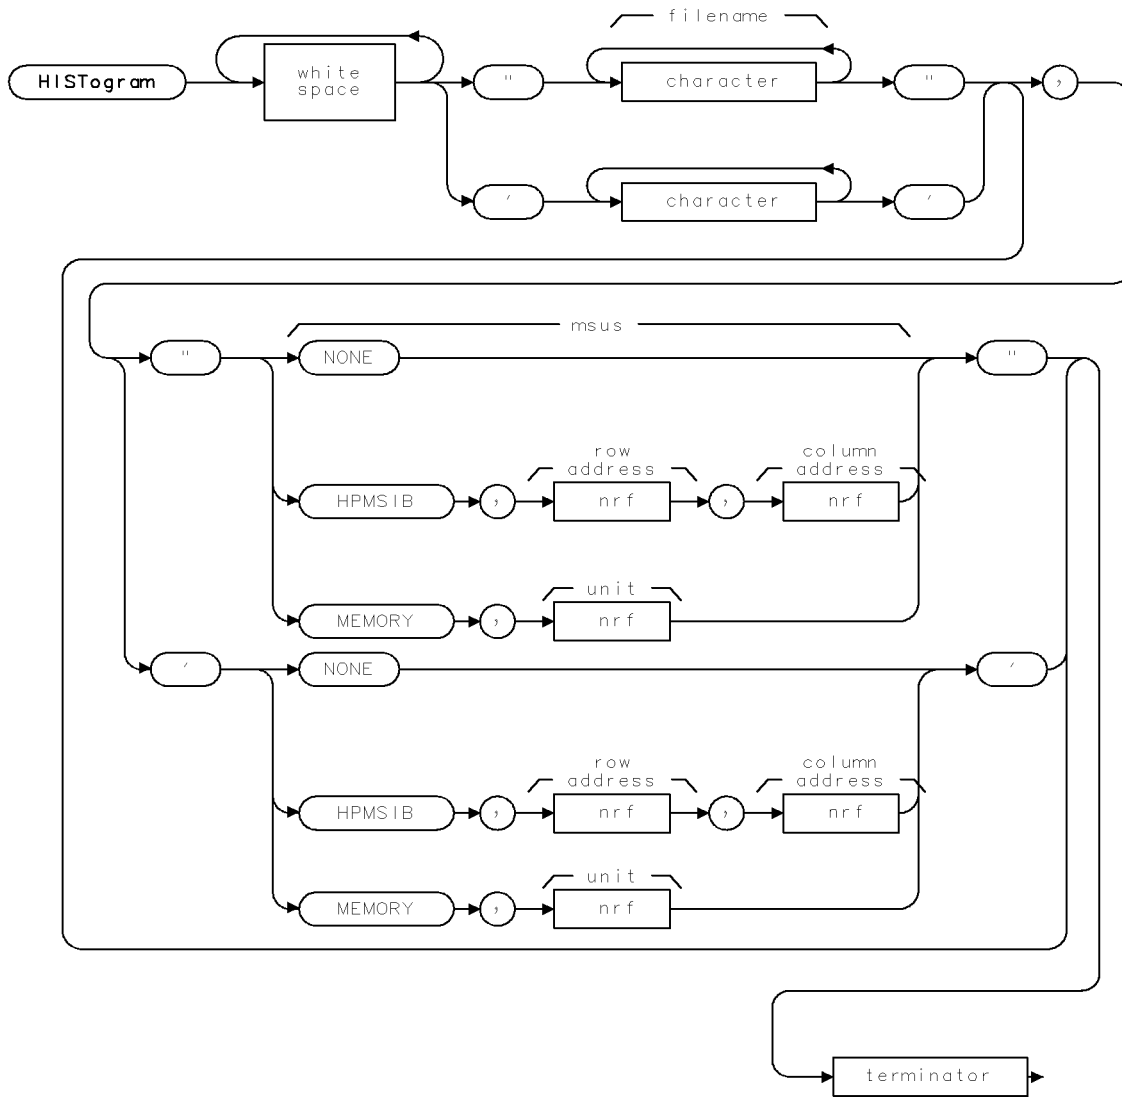 filename
HISTogram white space " character " ,
' character '
msus
" NONE "
row address column address
HPMSIB , nrf , nrf
unit
MEMORY , nrf
' NONE '
row address column address
HPMSIB , nrf , nrf
unit
MEMORY , nrf
terminator